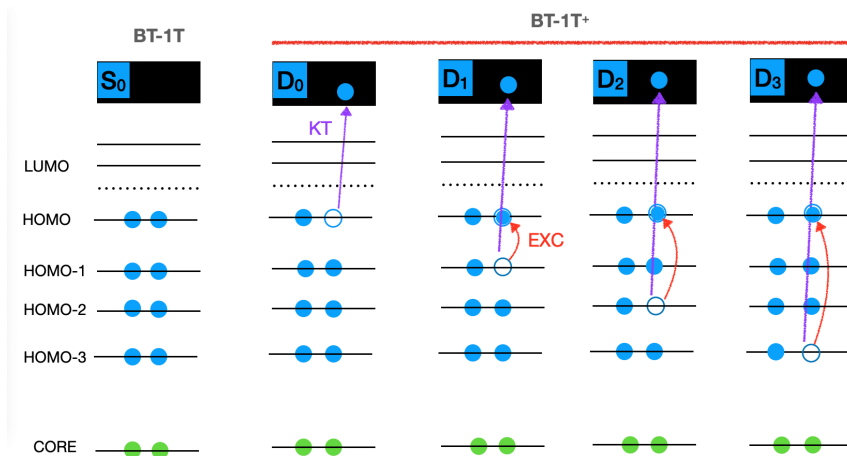 BT-1T
BT-1T⁺
S₀
D₀
D₁
D₂
D₃
KT
LUMO
HOMO
EXC
HOMO-1
HOMO-2
HOMO-3
CORE